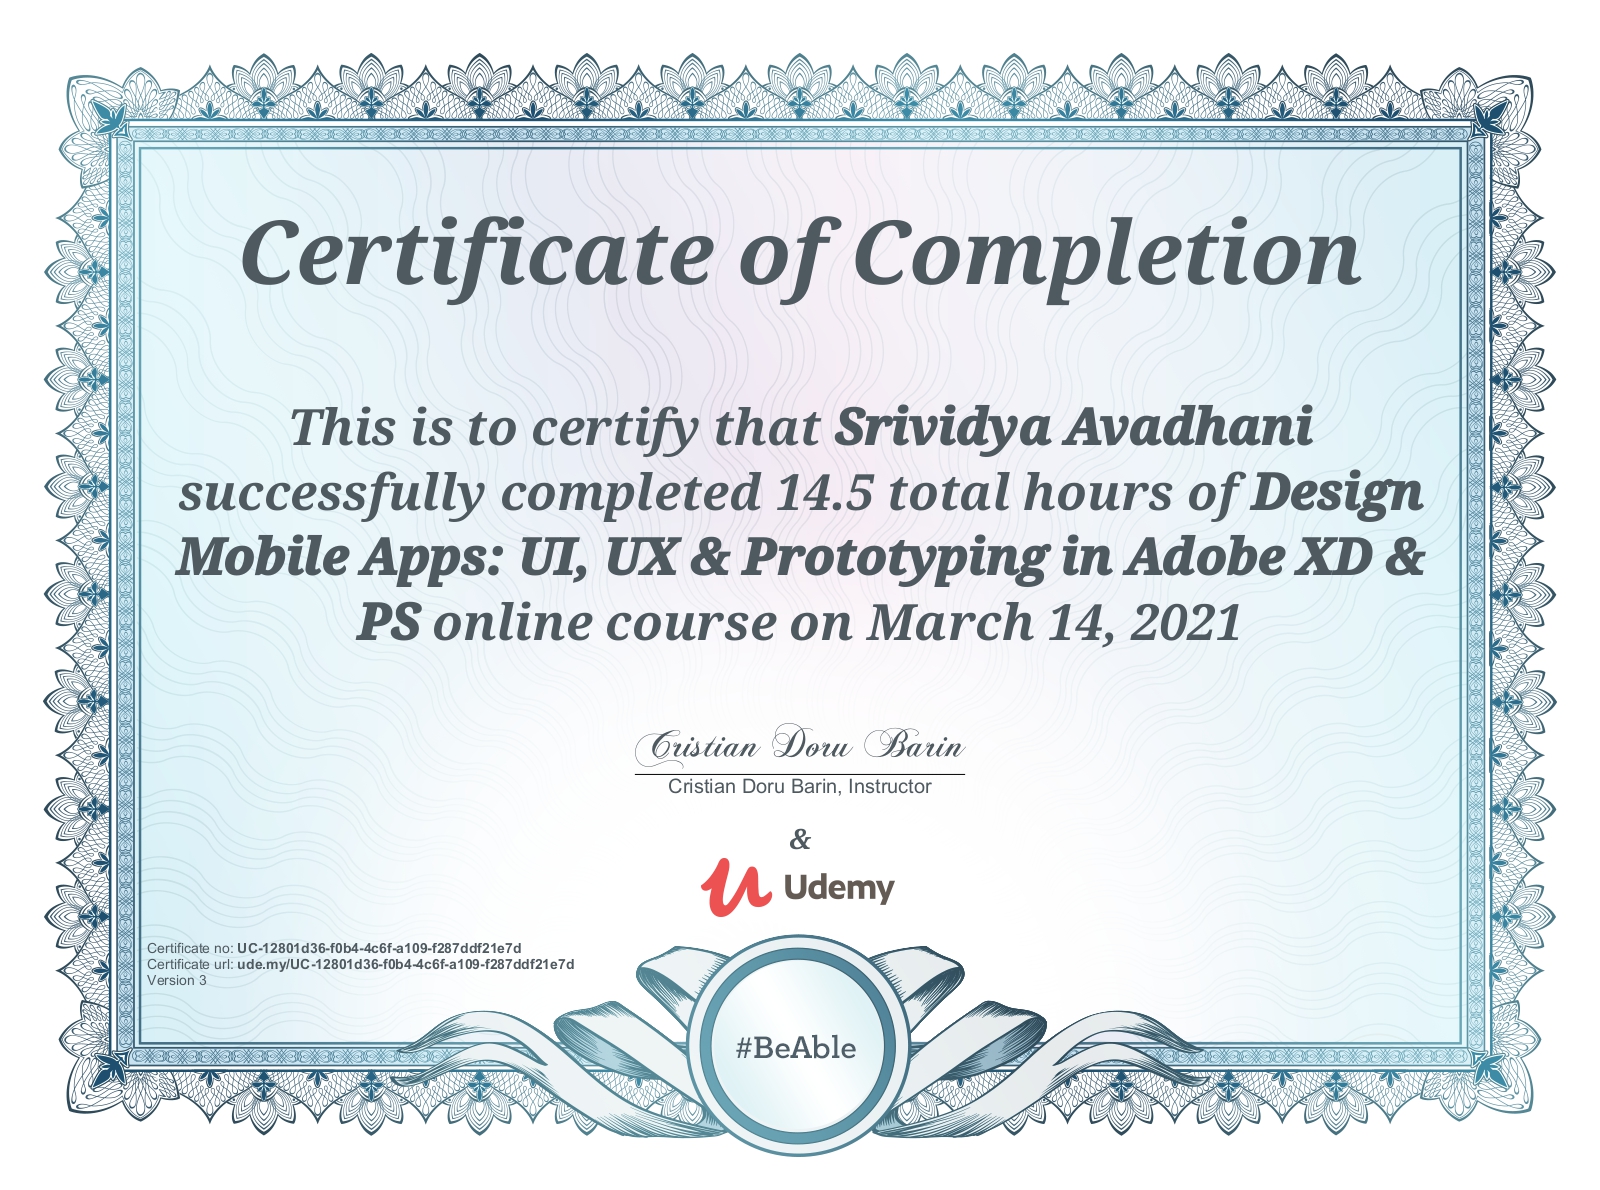 Certificate of Completion
This is to certify that Srividya Avadhani
successfully completed 14.5 total hours of Design
Mobile Apps: UI, UX & Prototyping in Adobe XD &
PS online course on March 14, 2021
Cristian Doru Barin
Cristian Doru Barin, Instructor
&
Udemy
Certificate no: UC-12801d36-f0b4-4c6f-a109-f287ddf21e7d
Certificate url: ude.my/UC-12801d36-f0b4-4c6f-a109-f287ddf21e7d
Version 3
#BeAble